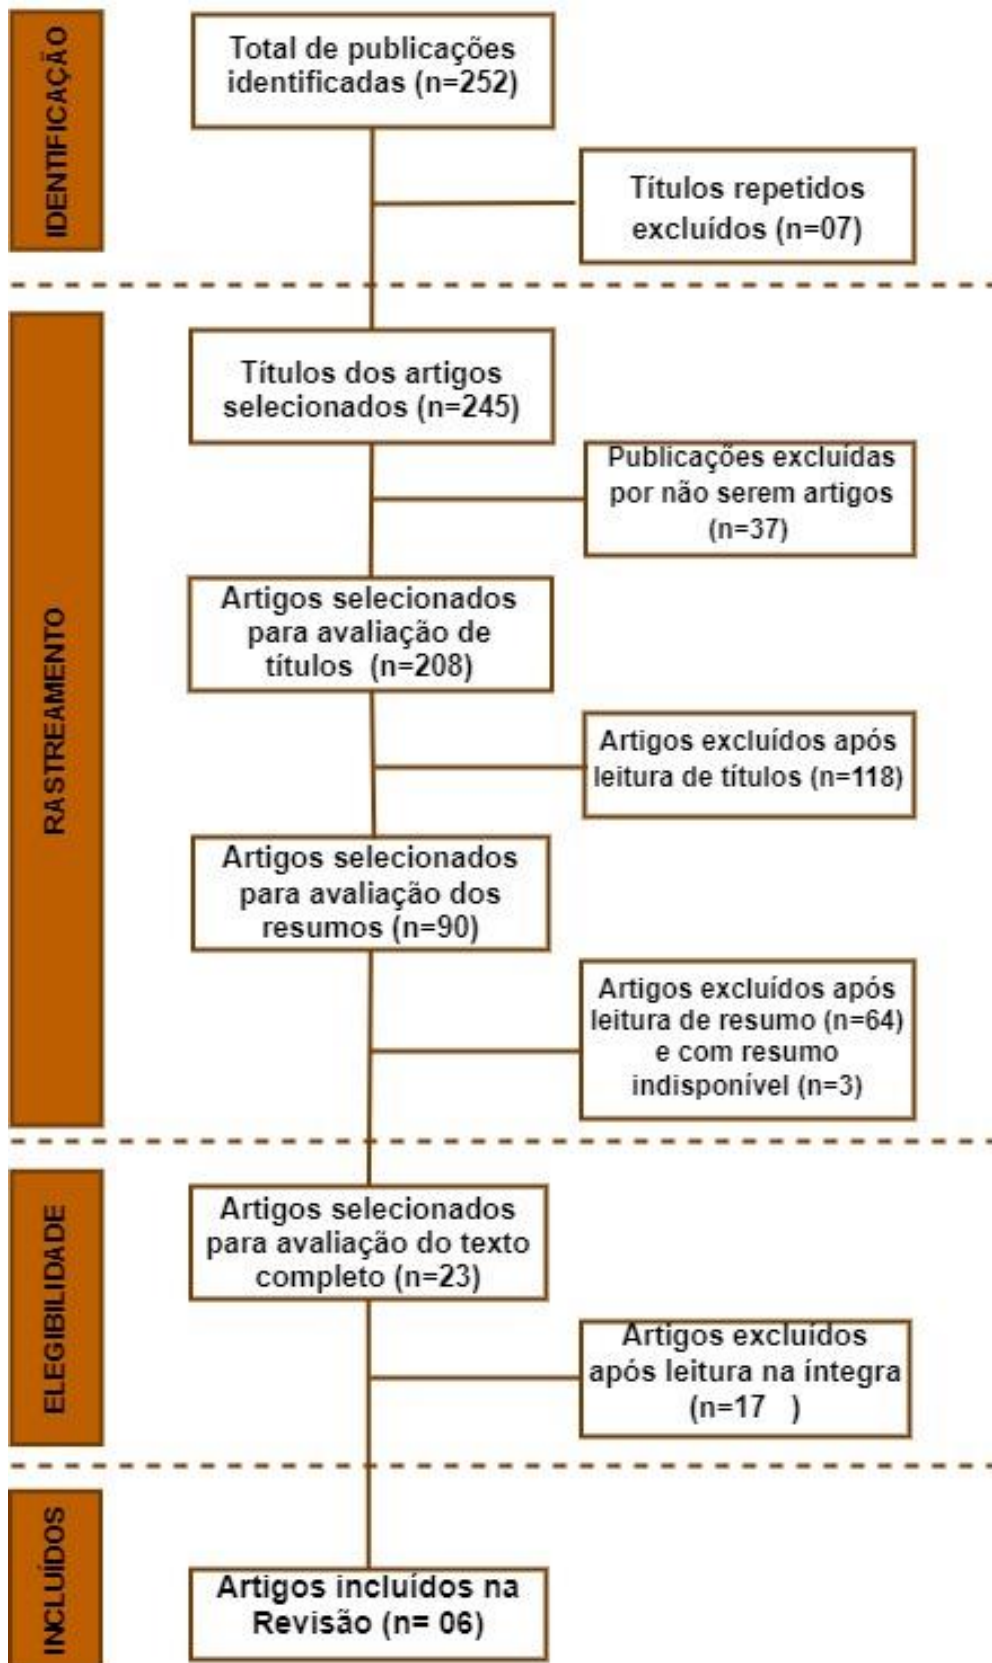 IDENTIFICAÇÃO
Total de publicações
identificadas (n=252)
Títulos repetidos
excluídos (n=07)
RASTREAMENTO
Títulos dos artigos
selecionados (n=245)
Publicações excluídas
por não serem artigos
(n=37)
Artigos selecionados
para avaliação de
títulos (n=208)
Artigos excluídos após
leitura de títulos (n=118)
Artigos selecionados
para avaliação dos
resumos (n=90)
Artigos excluídos após
leitura de resumo (n=64)
e com resumo
indisponível (n=3)
ELEGIBILIDADE
Artigos selecionados
para avaliação do texto
completo (n=23)
Artigos excluídos
após leitura na íntegra
(n=17 )
INCLUÍDOS
Artigos incluídos na
Revisão (n= 06)